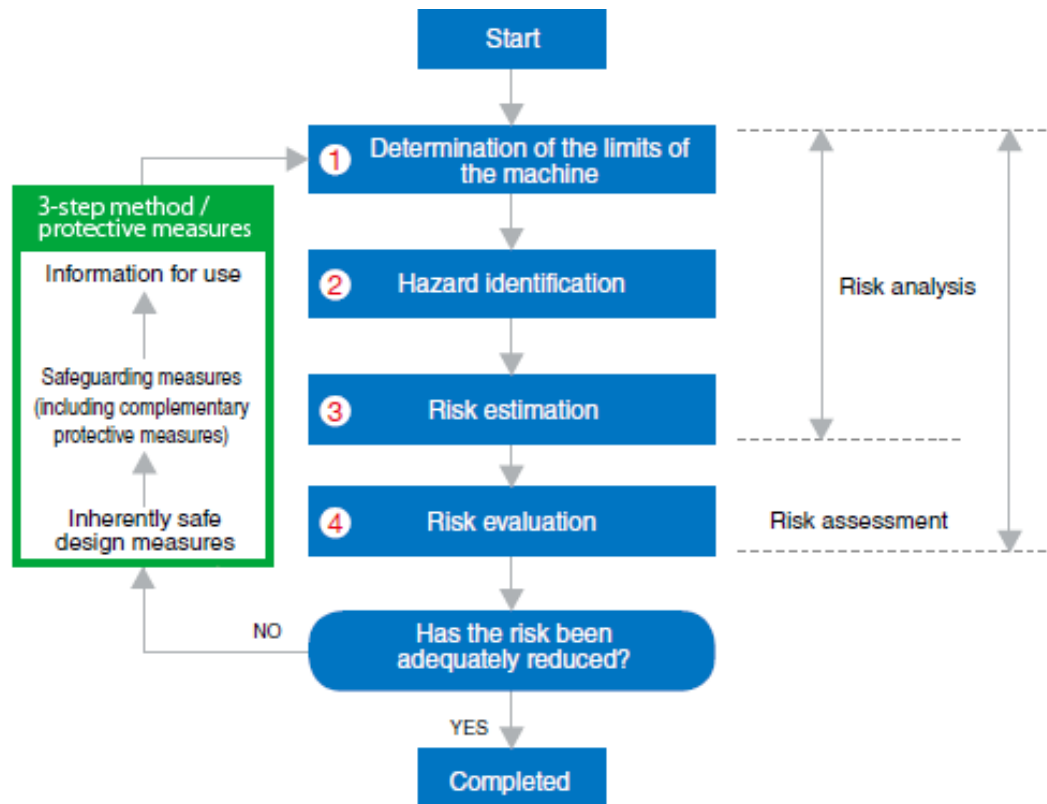 Start
1
Determination of the limits of
the machine
3-step method /
protective measures
Information for use
2
Hazard identification
Risk analysis
Safeguarding measures
(including complementary
protective measures)
3
Risk estimation
Inherently safe
design measures
4
Risk evaluation
Risk assessment
NO
Has the risk been
adequately reduced?
YES
Completed